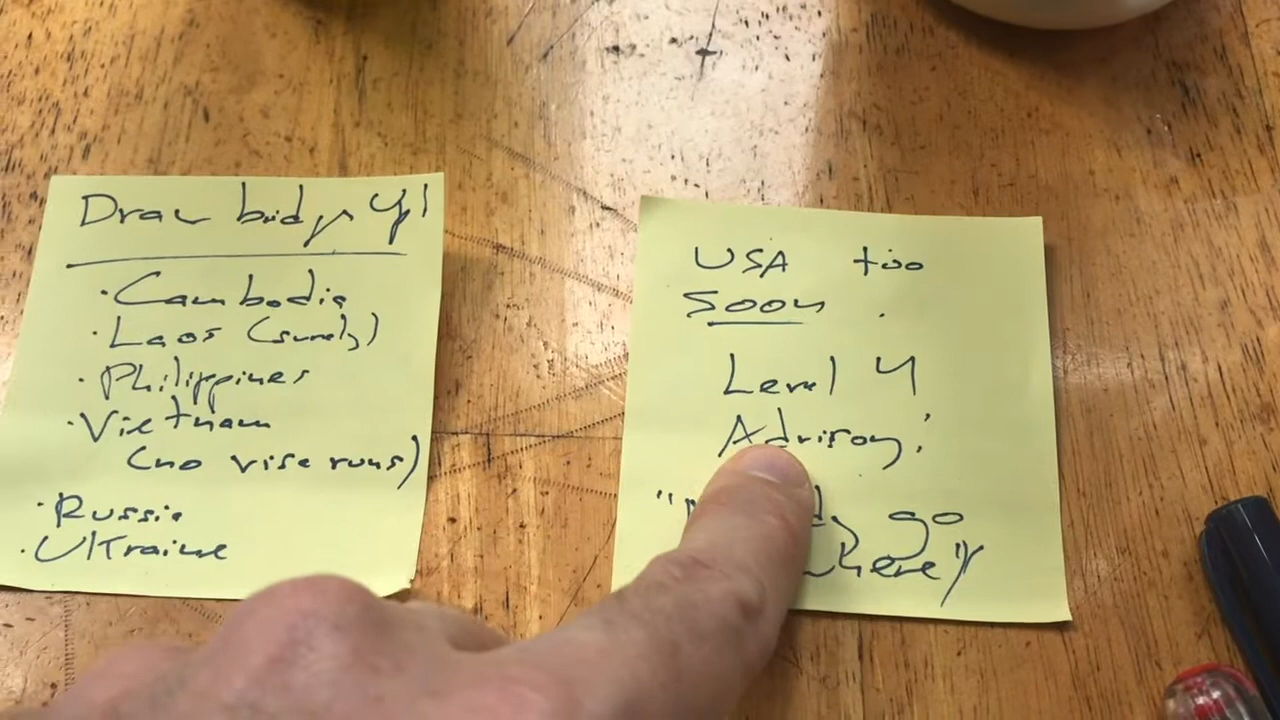 Draw bridge Up!
· Cambodia
· Laos (surely)
· Philippines
· Vietnam
(no visa runs)
· Russia
· Ukraine
USA too
Soon
Level 4
Advisory:
go